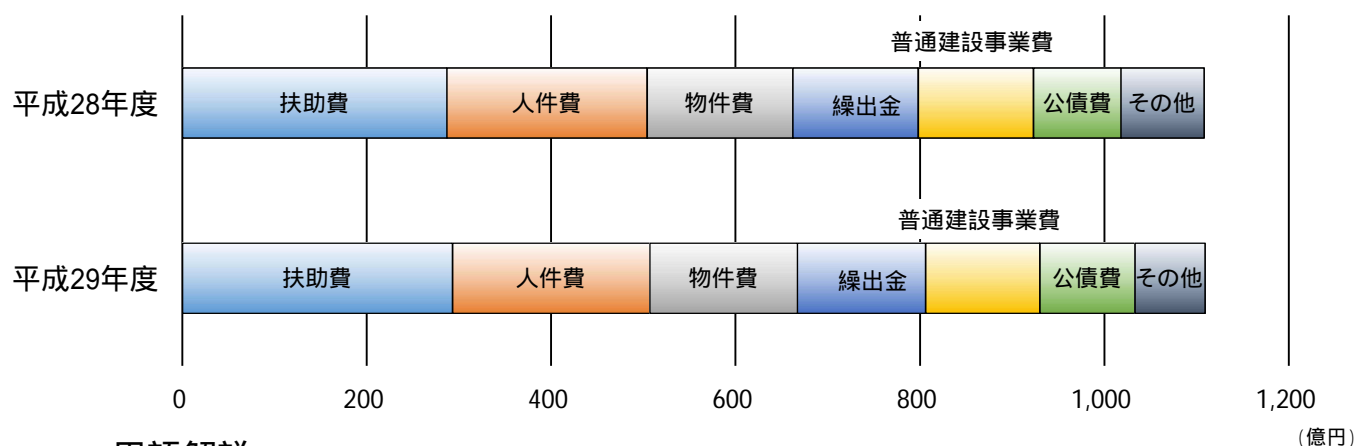 普通建設事業費
平成28年度
扶助費
人件費
物件費
繰出金
公債費
その他
普通建設事業費
平成29年度
扶助費
人件費
物件費
繰出金
公債費
その他
0
200
400
600
800
1,000
1,200
(億円)